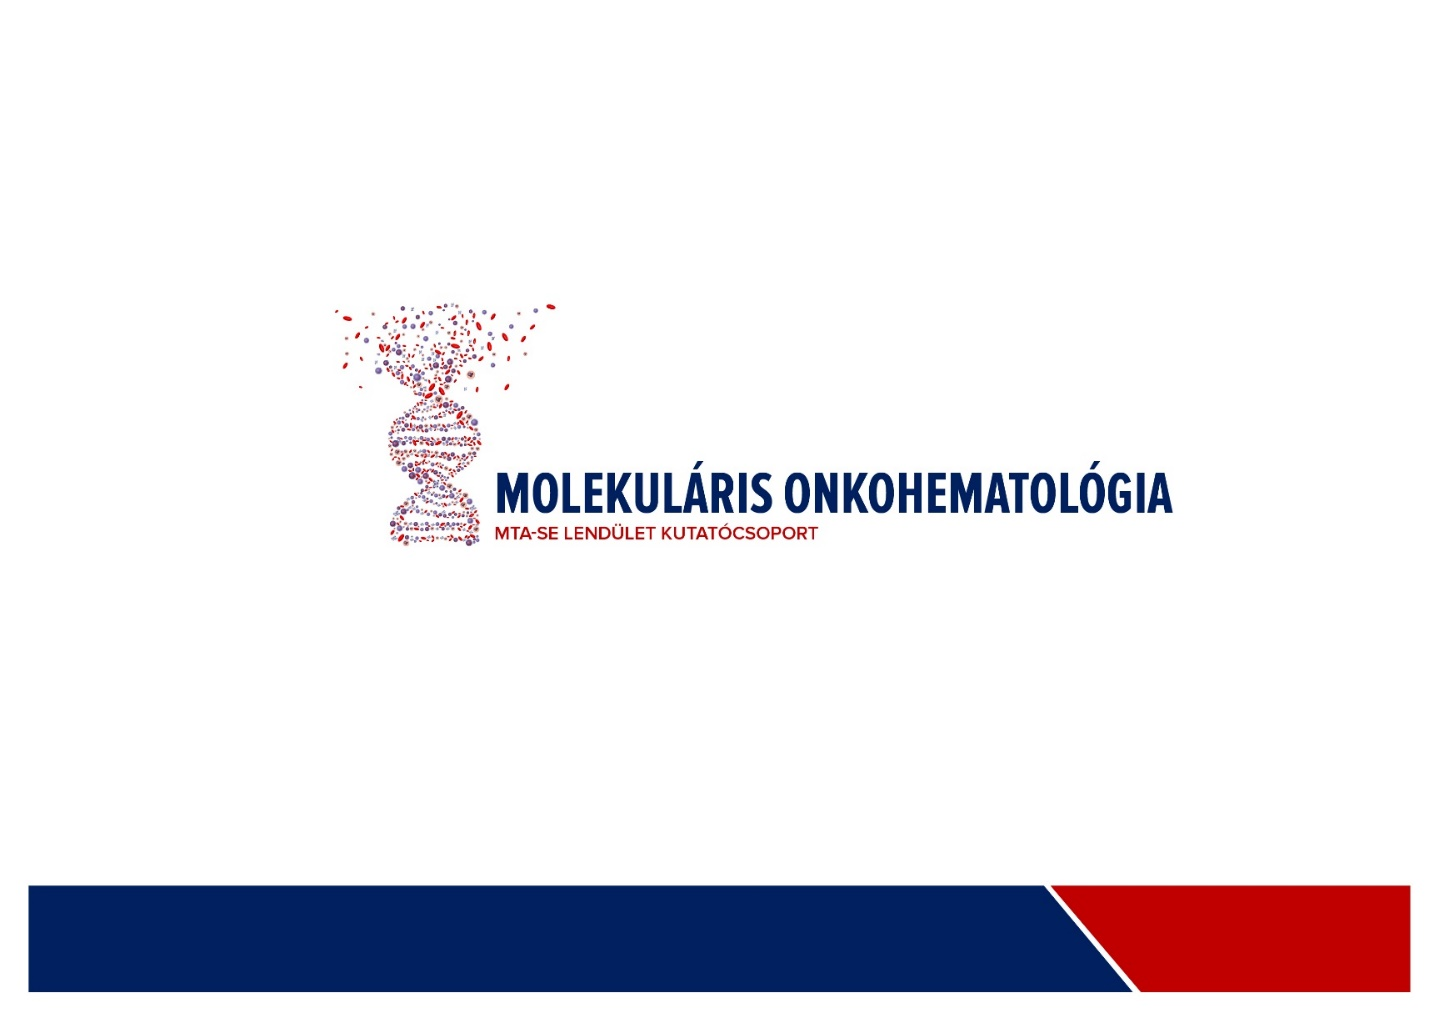 MOLEKULÁRIS ONKOHEMATOLÓGIA
MTA-SE LENDÜLET KUTATÓCSOPORT